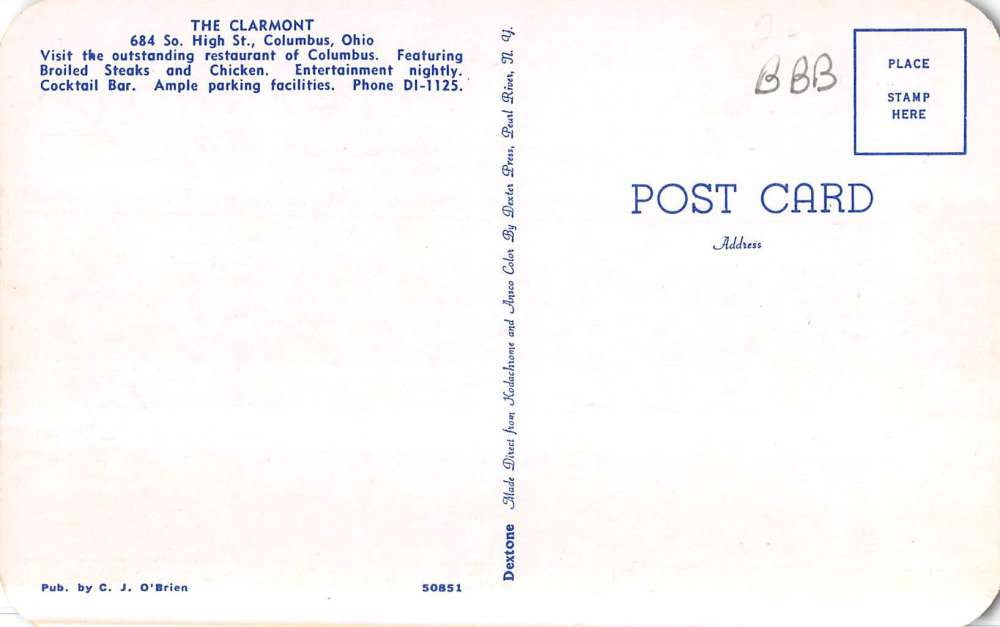 THE CLARMONT
684 So. High St., Columbus, Ohio
Visit the outstanding restaurant of Columbus. Featuring
Broiled Steaks and Chicken. Entertainment nightly.
Cocktail Bar. Ample parking facilities. Phone DI-1125.
Pub. by C. J. O'Brien
50851
Dextone Made Direct from Kodachrome and Ansco Color By Dexter Press, Pearl River, N. Y.
BBB
PLACE
STAMP
HERE
POST CARD
Address